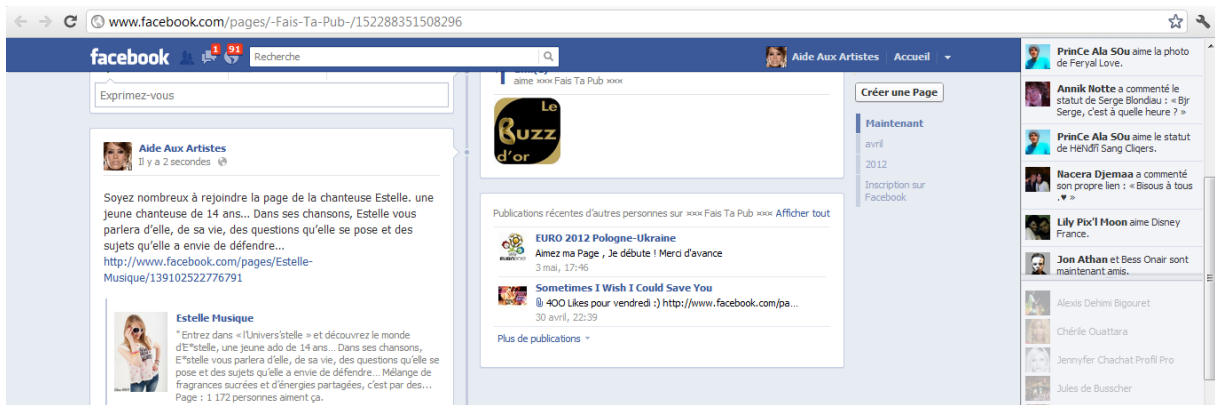 www.facebook.com/pages/-Fais-Ta-Pub-/152288351508296
facebook
1
91
Recherche
Aide Aux Artistes
Accueil
Exprimez-vous
Aide Aux Artistes
Il y a 2 secondes
Soyez nombreux à rejoindre la page de la chanteuse Estelle. une
jeune chanteuse de 14 ans... Dans ses chansons, Estelle vous
parlera d'elle, de sa vie, des questions qu'elle se pose et des
sujets qu'elle a envie de défendre...
http://www.facebook.com/pages/Estelle-
Musique/139102522776791
Estelle Musique
"Entrez dans «l'Univers'stelle » et découvrez le monde
d'E*stelle, une jeune ado de 14 ans... Dans ses chansons,
E*stelle vous parlera d'elle, de sa vie, des questions qu'elle se
pose et des sujets qu'elle a envie de défendre... Mélange de
fragrances sucrées et d'énergies partagées, c'est par des...
Page : 1 172 personnes aiment ça.
aime ××× Fais Ta Pub ×××
Le
Buzz
d'or
Publications récentes d'autres personnes sur ××× Fais Ta Pub ××× Afficher tout
EURO 2012 Pologne-Ukraine
Aimez ma Page , Je débute ! Merci d'avance
3 mai, 17:46
Sometimes I Wish I Could Save You
4OO Likes pour vendredi :) http://www.facebook.com/pa...
30 avril, 22:39
Plus de publications
Créer une Page
Maintenant
avril
2012
Inscription sur
Facebook
PrinCe Ala SOu aime la photo
de Feryal Love.
Annik Notte a commenté le
statut de Serge Blondiau : « Bjr
Serge, c'est à quelle heure ? »
PrinCe Ala SOu aime le statut
de HëNđřĩ Sang Cliqers.
Nacera Djemaa a commenté
son propre lien : « Bisous à tous
.♥ »
Lily Pix'l Moon aime Disney
France.
Jon Athan et Bess Onair sont
maintenant amis.
Alexis Dehimi Bigouret
Chérile Ouattara
Jennyfer Chachat Profil Pro
Jules de Busscher